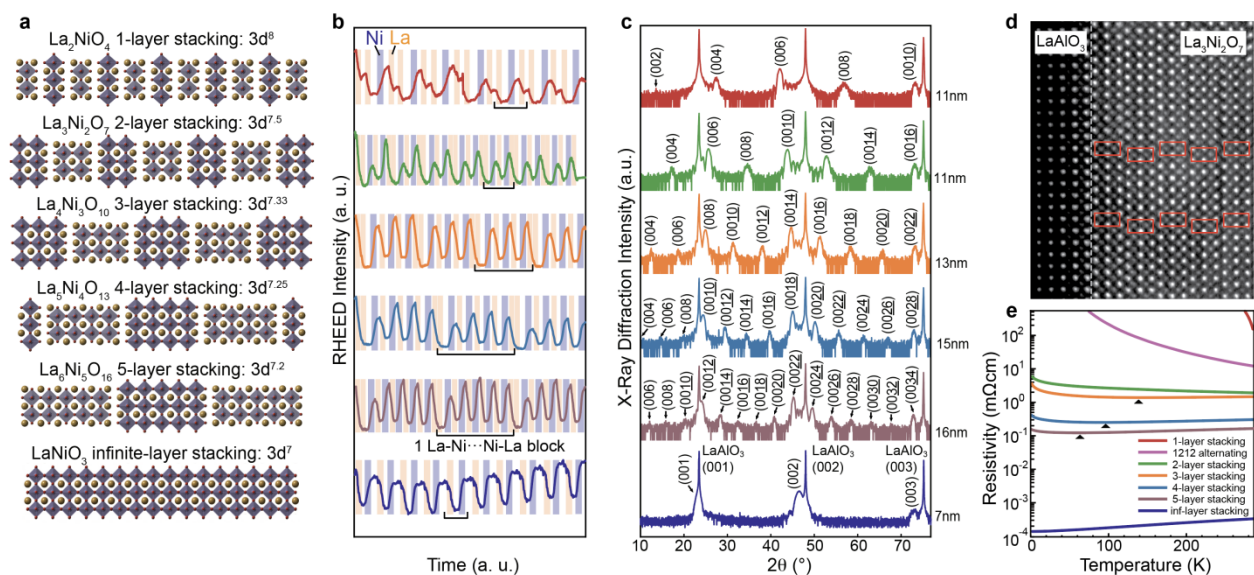 a
La₂NiO₄ 1-layer stacking: 3d⁸
La₃Ni₂O₇ 2-layer stacking: 3d⁷·⁵
La₄Ni₃O₁₀ 3-layer stacking: 3d⁷·³³
La₅Ni₄O₁₃ 4-layer stacking: 3d⁷·²⁵
La₆Ni₅O₁₆ 5-layer stacking: 3d⁷·²
LaNiO₃ infinite-layer stacking: 3d⁷
b
Ni La
RHEED Intensity (a. u.)
1 La-Ni···Ni-La block
Time (a. u.)
c
X-Ray Diffraction Intensity (a.u.)
(002) (004) (006) (008) (0010)
11nm
(004) (006) (008) (0010) (0012) (0014) (0016)
11nm
(004) (006) (008) (0010) (0012) (0014) (0016) (0018) (0020) (0022)
13nm
(004) (006) (008) (0010) (0012) (0014) (0016) (0018) (0020) (0022) (0024) (0026) (0028)
15nm
(006) (008) (0010) (0012) (0014) (0016) (0018) (0020) (0022) (0024) (0026) (0028) (0030) (0032) (0034)
16nm
LaAlO₃ LaAlO₃ LaAlO₃
(001) (002) (003)
(001) (002) (003)
7nm
10 20 30 40 50 60 70
2θ (°)
d
LaAlO₃ La₃Ni₂O₇
e
Resistivity (mΩcm)
10²
10¹
10⁰
10⁻¹
10⁻²
10⁻³
10⁻⁴
1-layer stacking
1212 alternating
2-layer stacking
3-layer stacking
4-layer stacking
5-layer stacking
inf-layer stacking
0 100 200
Temperature (K)